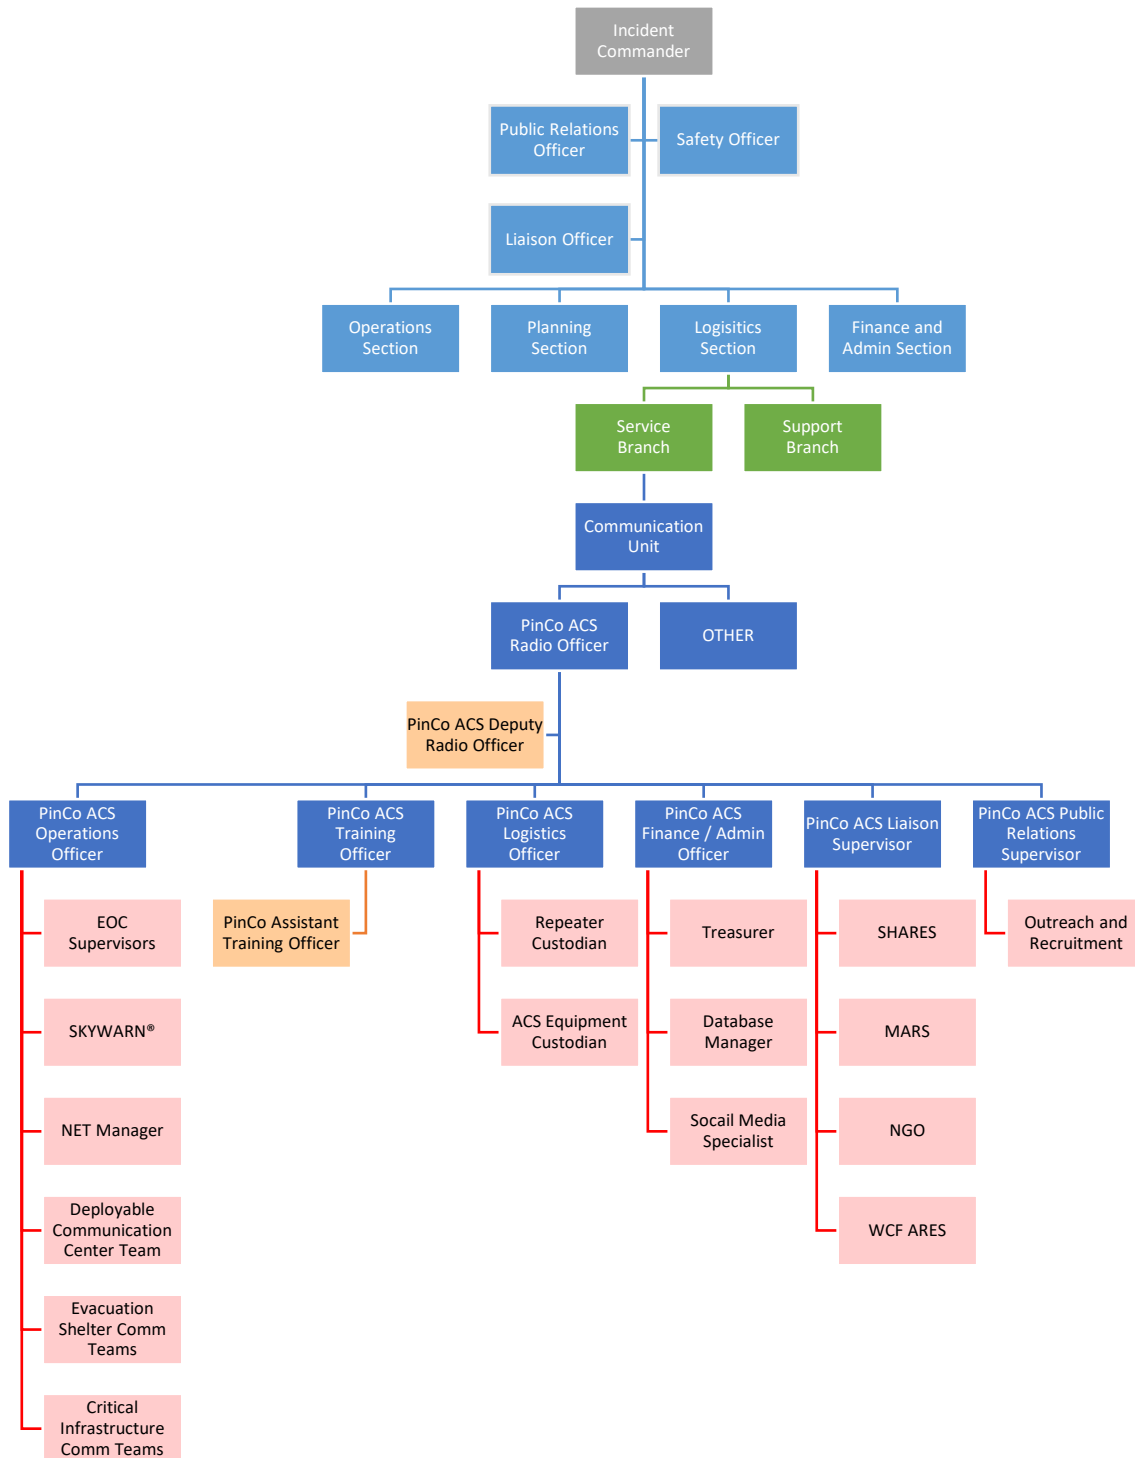 Incident
Commander
Public Relations
Officer
Safety Officer
Liaison Officer
Operations
Section
Planning
Section
Logisitics
Section
Finance and
Admin Section
Service
Branch
Support
Branch
Communication
Unit
PinCo ACS
Radio Officer
OTHER
PinCo ACS Deputy
Radio Officer
PinCo ACS
Operations
Officer
PinCo ACS
Training
Officer
PinCo ACS
Logistics
Officer
PinCo ACS
Finance / Admin
Officer
PinCo ACS Liaison
Supervisor
PinCo ACS Public
Relations
Supervisor
EOC
Supervisors
PinCo Assistant
Training Officer
Repeater
Custodian
Treasurer
SHARES
Outreach and
Recruitment
SKYWARN®
ACS Equipment
Custodian
Database
Manager
MARS
NET Manager
Socail Media
Specialist
NGO
Deployable
Communication
Center Team
WCF ARES
Evacuation
Shelter Comm
Teams
Critical
Infrastructure
Comm Teams